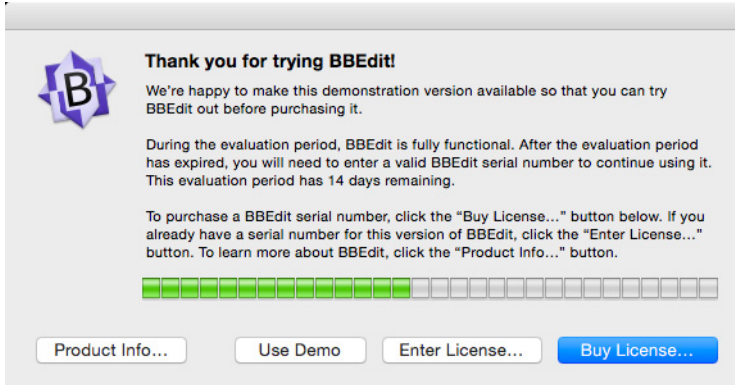 Thank you for trying BBEdit!
B
We're happy to make this demonstration version available so that you can try
BBEdit out before purchasing it.
During the evaluation period, BBEdit is fully functional. After the evaluation period
has expired, you will need to enter a valid BBEdit serial number to continue using it.
This evaluation period has 14 days remaining.
To purchase a BBEdit serial number, click the “Buy License…” button below. If you
already have a serial number for this version of BBEdit, click the “Enter License…”
button. To learn more about BBEdit, click the “Product Info…” button.
Product Info…
Use Demo
Enter License…
Buy License…